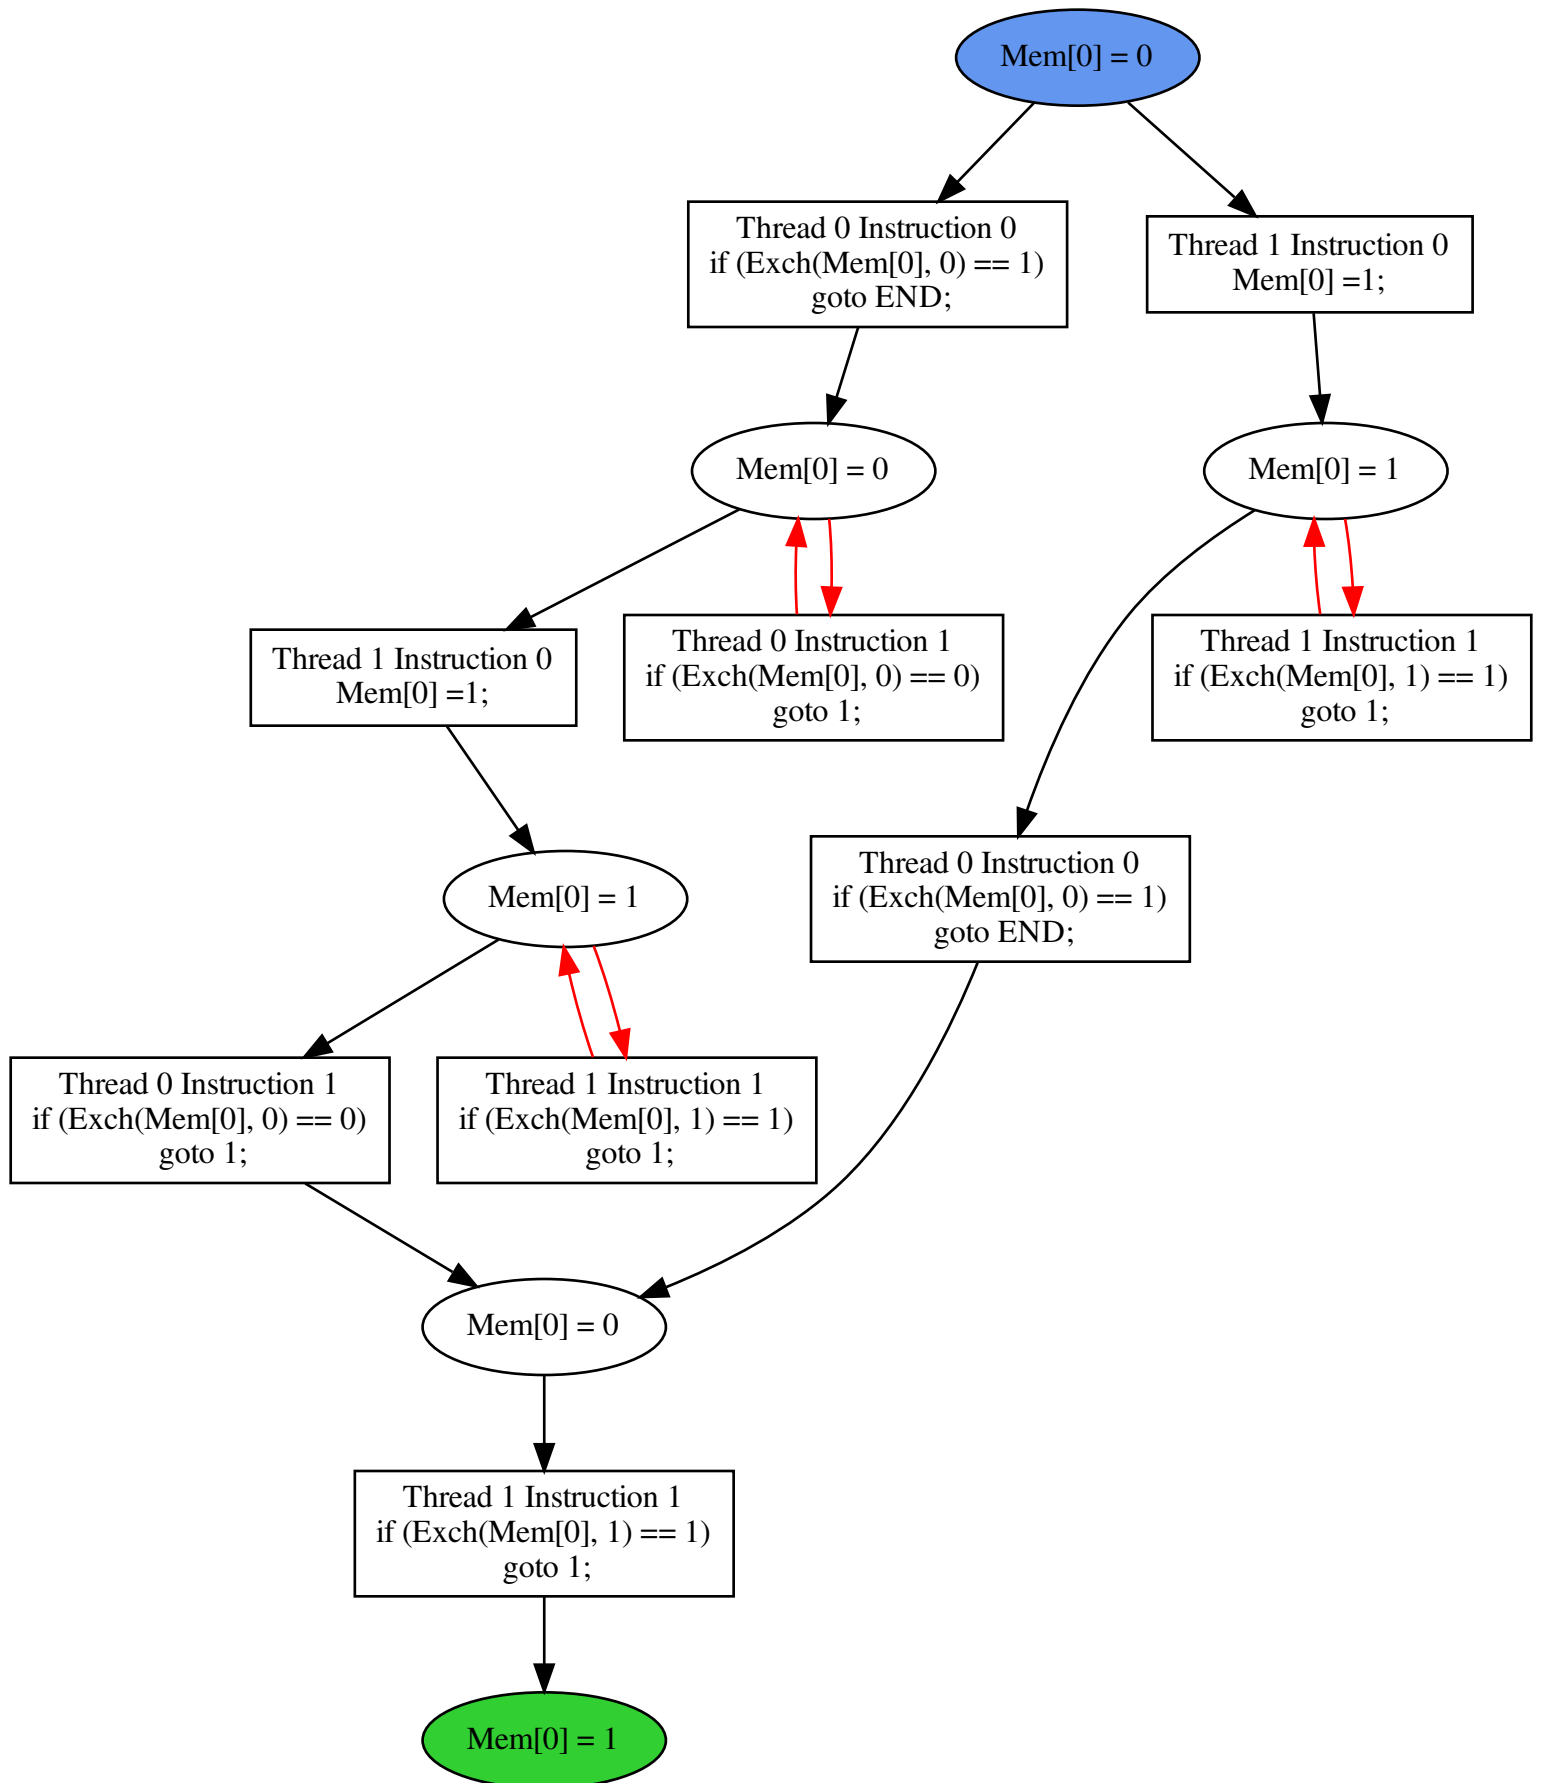 Mem[0] = 0
Thread 0 Instruction 0
if (Exch(Mem[0], 0) == 1)
goto END;
Thread 1 Instruction 0
Mem[0] =1;
Mem[0] = 0
Mem[0] = 1
Thread 1 Instruction 0
Mem[0] =1;
Thread 0 Instruction 1
if (Exch(Mem[0], 0) == 0)
goto 1;
Thread 1 Instruction 1
if (Exch(Mem[0], 1) == 1)
goto 1;
Mem[0] = 1
Thread 0 Instruction 0
if (Exch(Mem[0], 0) == 1)
goto END;
Thread 0 Instruction 1
if (Exch(Mem[0], 0) == 0)
goto 1;
Thread 1 Instruction 1
if (Exch(Mem[0], 1) == 1)
goto 1;
Mem[0] = 0
Thread 1 Instruction 1
if (Exch(Mem[0], 1) == 1)
goto 1;
Mem[0] = 1